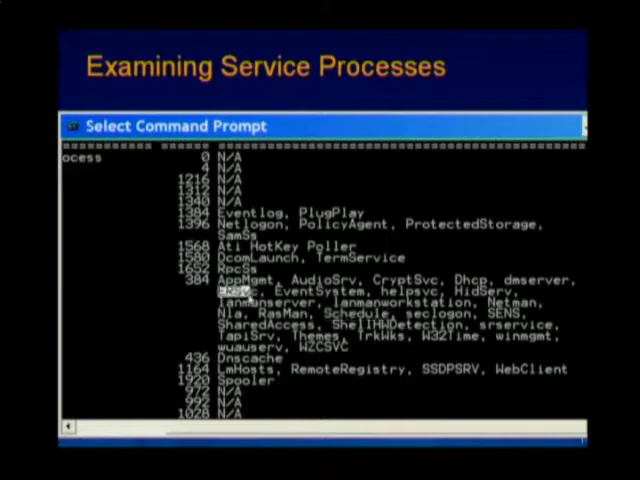 Examining Service Processes
Select Command Prompt
ocess 0 N/A
4 N/A
1216 N/A
1312 N/A
1340 N/A
1384 Eventlog, PlugPlay
1396 Netlogon, PolicyAgent, ProtectedStorage,
SamSs
1568 Ati HotKey Poller
1580 DcomLaunch, TermService
1652 RpcSs
384 AppMgmt, AudioSrv, CryptSvc, Dhcp, dmserver,
ERSvc, EventSystem, helpsvc, HidServ,
lanmanserver, lanmanworkstation, Netman,
Nla, RasMan, Schedule, seclogon, SENS,
SharedAccess, ShellHWDetection, srservice,
TapiSrv, Themes, TrkWks, W32Time, winmgmt,
wuauserv, WZCSVC
436 Dnscache
1164 LmHosts, RemoteRegistry, SSDPSRV, WebClient
1920 Spooler
972 N/A
992 N/A
1028 N/A